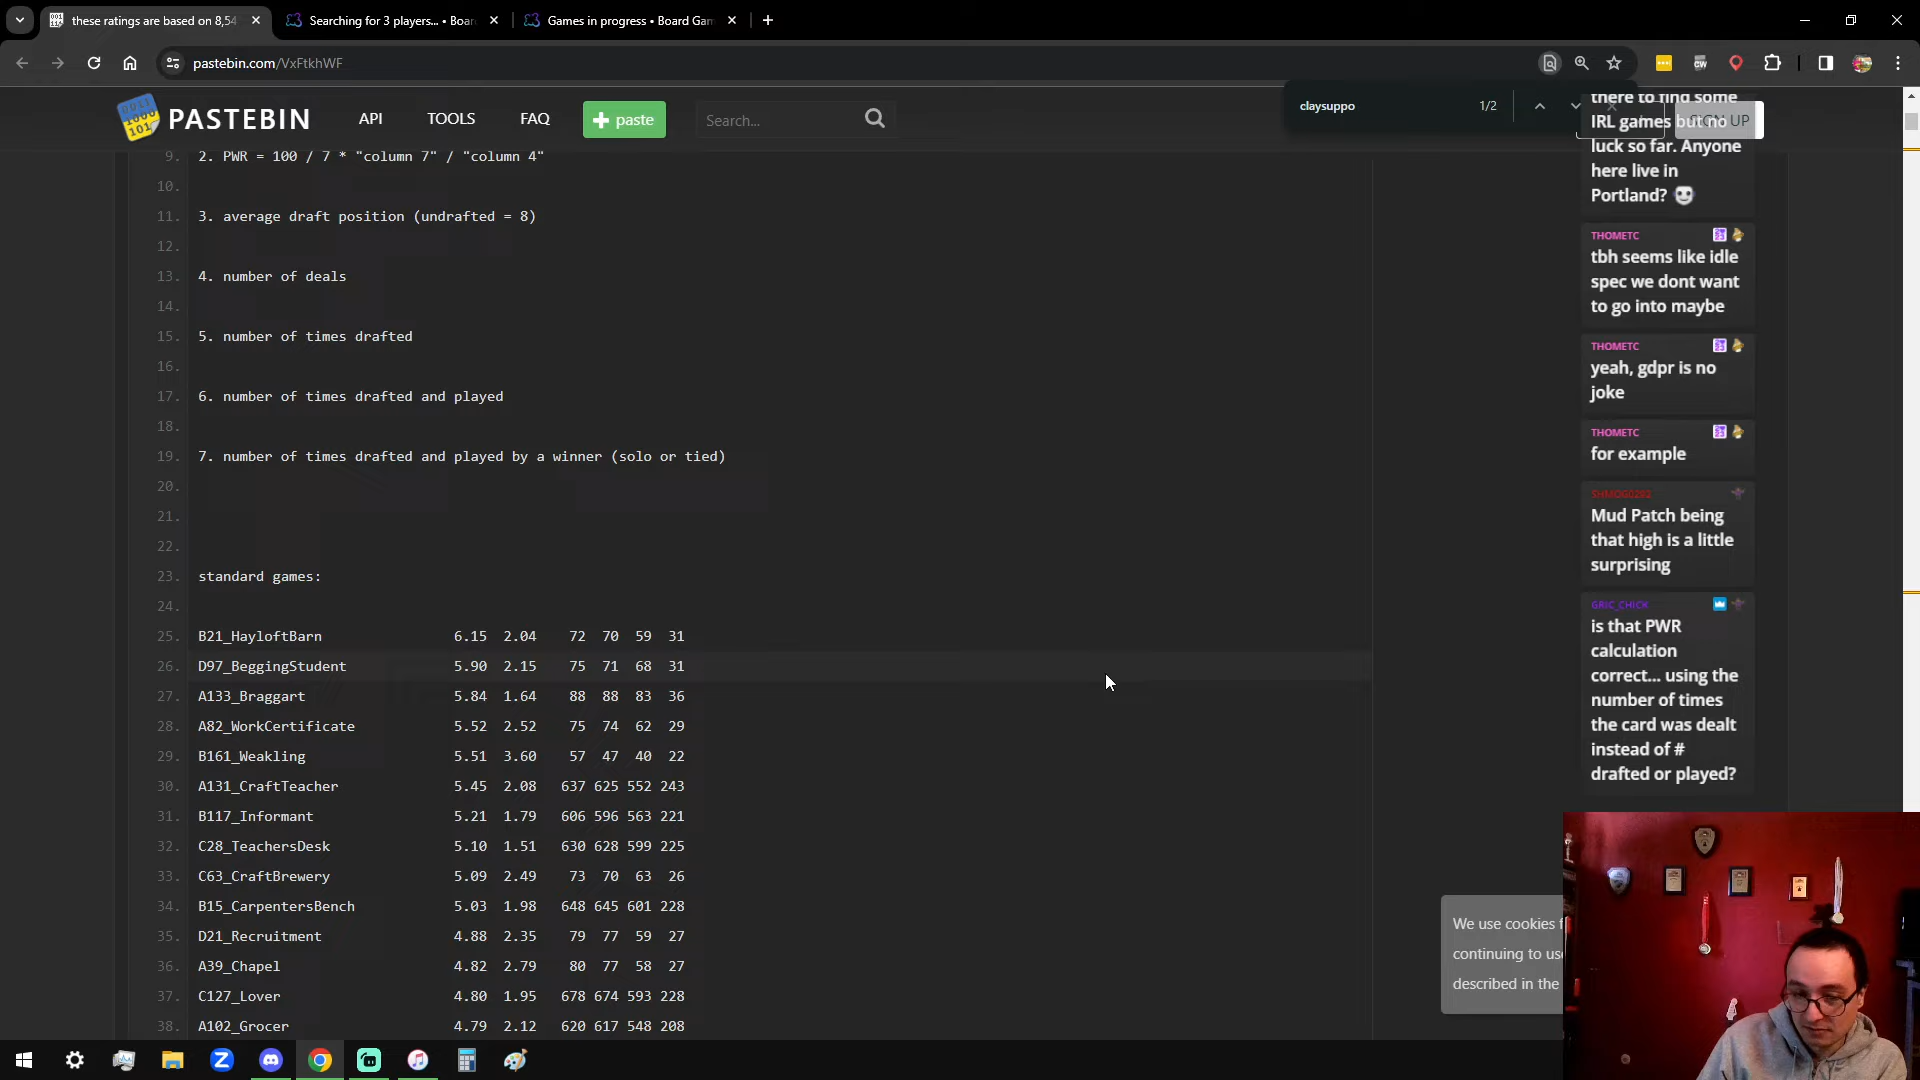 these ratings are based on 8,54
Searching for 3 players... • Boar
Games in progress • Board Gam
pastebin.com/VxFtkhWF
claysuppo 1/2
PASTEBIN API TOOLS FAQ + paste Search... SIGN UP
9. 2. PWR = 100 / 7 * "column 7" / "column 4"
10.
11. 3. average draft position (undrafted = 8)
12.
13. 4. number of deals
14.
15. 5. number of times drafted
16.
17. 6. number of times drafted and played
18.
19. 7. number of times drafted and played by a winner (solo or tied)
20.
21.
22.
23. standard games:
24.
25. B21_HayloftBarn 6.15 2.04 72 70 59 31
26. D97_BeggingStudent 5.90 2.15 75 71 68 31
27. A133_Braggart 5.84 1.64 88 88 83 36
28. A82_WorkCertificate 5.52 2.52 75 74 62 29
29. B161_Weakling 5.51 3.60 57 47 40 22
30. A131_CraftTeacher 5.45 2.08 637 625 552 243
31. B117_Informant 5.21 1.79 606 596 563 221
32. C28_TeachersDesk 5.10 1.51 630 628 599 225
33. C63_CraftBrewery 5.09 2.49 73 70 63 26
34. B15_CarpentersBench 5.03 1.98 648 645 601 228
35. D21_Recruitment 4.88 2.35 79 77 59 27
36. A39_Chapel 4.82 2.79 80 77 58 27
37. C127_Lover 4.80 1.95 678 674 593 228
38. A102_Grocer 4.79 2.12 620 617 548 208
there to find some
IRL games but no
luck so far. Anyone
here live in
Portland?
THOMETC
tbh seems like idle
spec we dont want
to go into maybe
THOMETC
yeah, gdpr is no
joke
THOMETC
for example
SHMOO0292
Mud Patch being
that high is a little
surprising
GRIC_CHICK
is that PWR
calculation
correct... using the
number of times
the card was dealt
instead of #
drafted or played?
We use cookies f
continuing to us
described in the